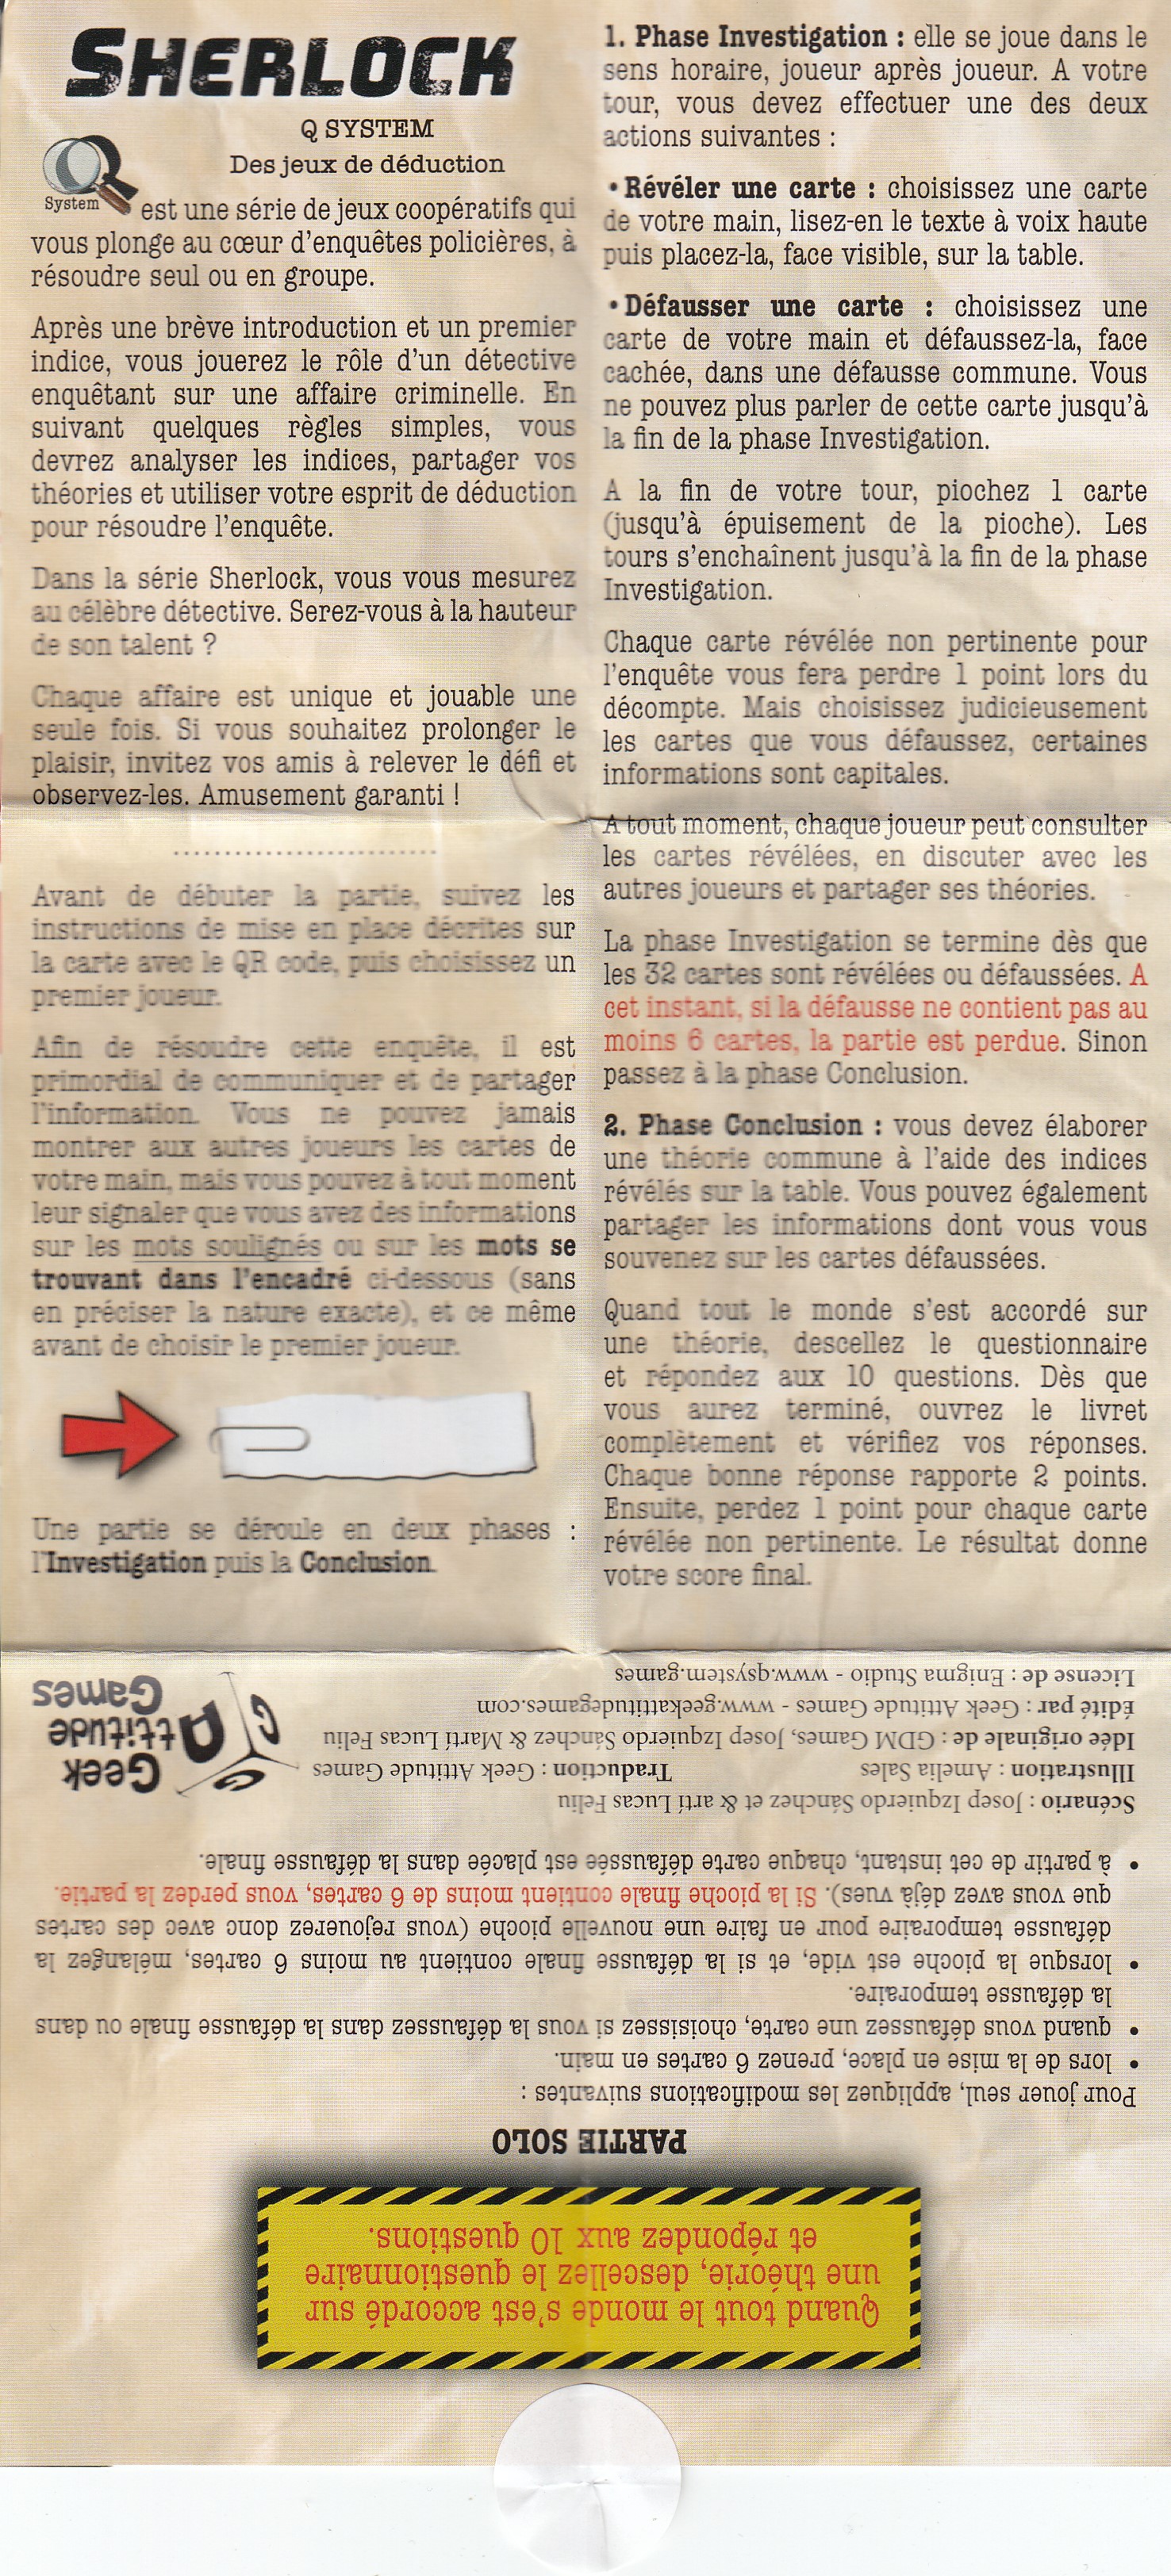 SHERLOCK
Q SYSTEM
Des jeux de déduction
System
est une série de jeux coopératifs qui
vous plonge au cœur d'enquêtes policières, à
résoudre seul ou en groupe.
Après une brève introduction et un premier
indice, vous jouerez le rôle d'un détective
enquêtant sur une affaire criminelle. En
suivant quelques règles simples, vous
devrez analyser les indices, partager vos
théories et utiliser votre esprit de déduction
pour résoudre l'enquête.
Dans la série Sherlock, vous vous mesurez
au célèbre détective. Serez-vous à la hauteur
de son talent ?
Chaque affaire est unique et jouable une
seule fois. Si vous souhaitez prolonger le
plaisir, invitez vos amis à relever le défi et
observez-les. Amusement garanti !
..........................
Avant de débuter la partie, suivez les
instructions de mise en place décrites sur
la carte avec le QR code, puis choisissez un
premier joueur.
Afin de résoudre cette enquête, il est
primordial de communiquer et de partager
l'information. Vous ne pouvez jamais
montrer aux autres joueurs les cartes de
votre main, mais vous pouvez à tout moment
leur signaler que vous avez des informations
sur les mots soulignés ou sur les mots se
trouvant dans l'encadré ci-dessous (sans
en préciser la nature exacte), et ce même
avant de choisir le premier joueur.
Une partie se déroule en deux phases :
l'Investigation puis la Conclusion.
1. Phase Investigation : elle se joue dans le
sens horaire, joueur après joueur. A votre
tour, vous devez effectuer une des deux
actions suivantes :
• Révéler une carte : choisissez une carte
de votre main, lisez-en le texte à voix haute
puis placez-la, face visible, sur la table.
• Défausser une carte : choisissez une
carte de votre main et défaussez-la, face
cachée, dans une défausse commune. Vous
ne pouvez plus parler de cette carte jusqu'à
la fin de la phase Investigation.
A la fin de votre tour, piochez 1 carte
(jusqu'à épuisement de la pioche). Les
tours s'enchaînent jusqu'à la fin de la phase
Investigation.
Chaque carte révélée non pertinente pour
l'enquête vous fera perdre 1 point lors du
décompte. Mais choisissez judicieusement
les cartes que vous défaussez, certaines
informations sont capitales.
A tout moment, chaque joueur peut consulter
les cartes révélées, en discuter avec les
autres joueurs et partager ses théories.
La phase Investigation se termine dès que
les 32 cartes sont révélées ou défaussées. A
cet instant, si la défausse ne contient pas au
moins 6 cartes, la partie est perdue. Sinon
passez à la phase Conclusion.
2. Phase Conclusion : vous devez élaborer
une théorie commune à l'aide des indices
révélés sur la table. Vous pouvez également
partager les informations dont vous vous
souvenez sur les cartes défaussées.
Quand tout le monde s'est accordé sur
une théorie, descellez le questionnaire
et répondez aux 10 questions. Dès que
vous aurez terminé, ouvrez le livret
complètement et vérifiez vos réponses.
Chaque bonne réponse rapporte 2 points.
Ensuite, perdez 1 point pour chaque carte
révélée non pertinente. Le résultat donne
votre score final.
Quand tout le monde s'est accordé sur
une théorie, descellez le questionnaire
et répondez aux 10 questions.
PARTIE SOLO
Pour jouer seul, appliquez les modifications suivantes :
• lors de la mise en place, prenez 6 cartes en main.
• quand vous défaussez une carte, choisissez si vous la défaussez dans la défausse finale ou dans
la défausse temporaire.
• lorsque la pioche est vide, et si la défausse finale contient au moins 6 cartes, mélangez la
défausse temporaire pour en faire une nouvelle pioche (vous rejouerez donc avec des cartes
que vous avez déjà vues). Si la pioche finale contient moins de 6 cartes, vous perdez la partie.
• à partir de cet instant, chaque carte défaussée est placée dans la défausse finale.
Scénario : Josep Izquierdo Sánchez et & artí Lucas Feliu
Illustration : Amelia Sales Traduction : Geek Attitude Games
Idée originale de : GDM Games, Josep Izquierdo Sánchez & Martí Lucas Feliu
Édité par : Geek Attitude Games - www.geekattitudegames.com
License de : Enigma Studio - www.qsystem.games
G G a
Geek
Attitude
Games